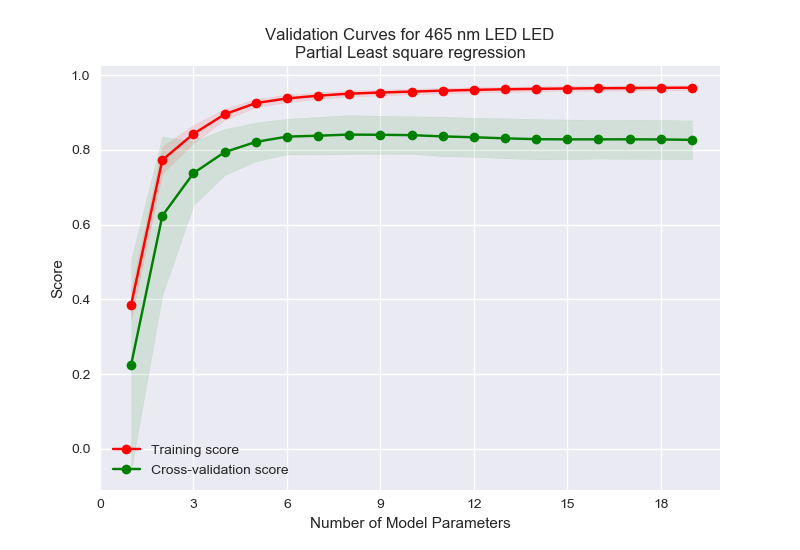 Validation Curves for 465 nm LED LED
Partial Least square regression
1.0
0.8
0.6
0.4
0.2
0.0
Score
Training score
Cross-validation score
0 3 6 9 12 15 18
Number of Model Parameters